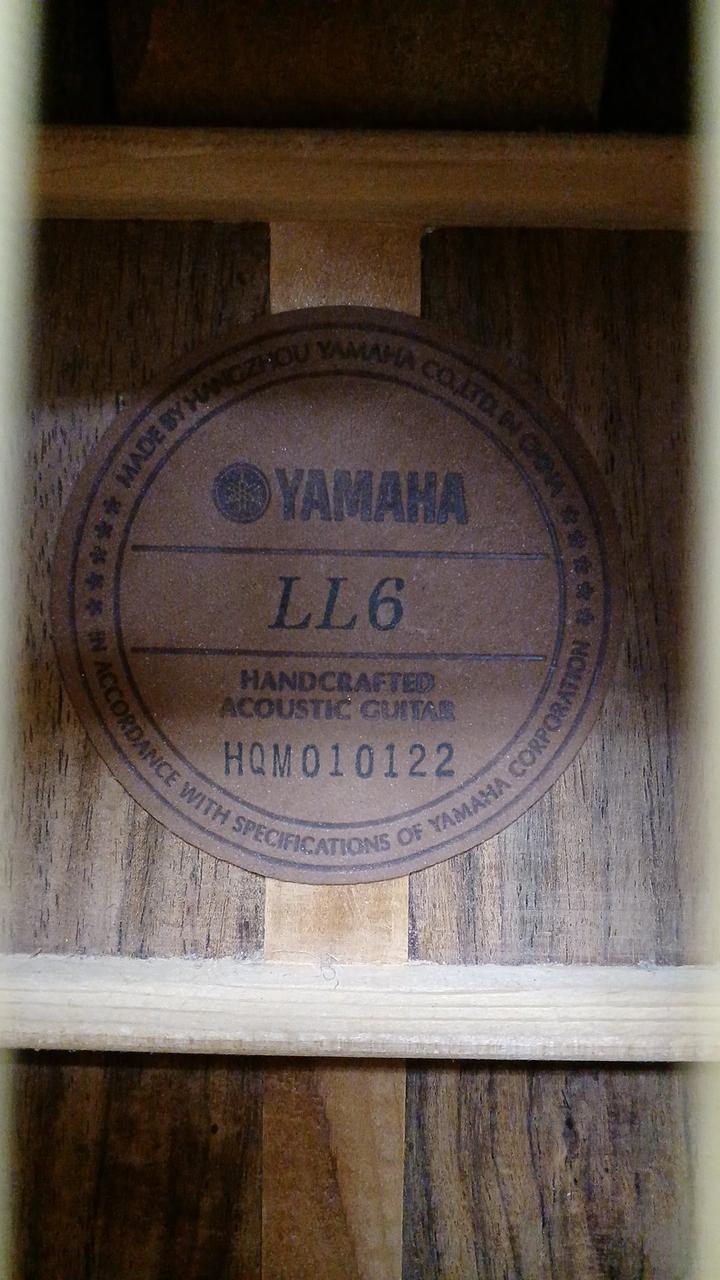 MADE BY HANGZHOU YAMAHA CO.,LTD. IN CHINA
YAMAHA
LL6
HANDCRAFTED
ACOUSTIC GUITAR
HQM010122
IN ACCORDANCE WITH SPECIFICATIONS OF YAMAHA CORPORATION